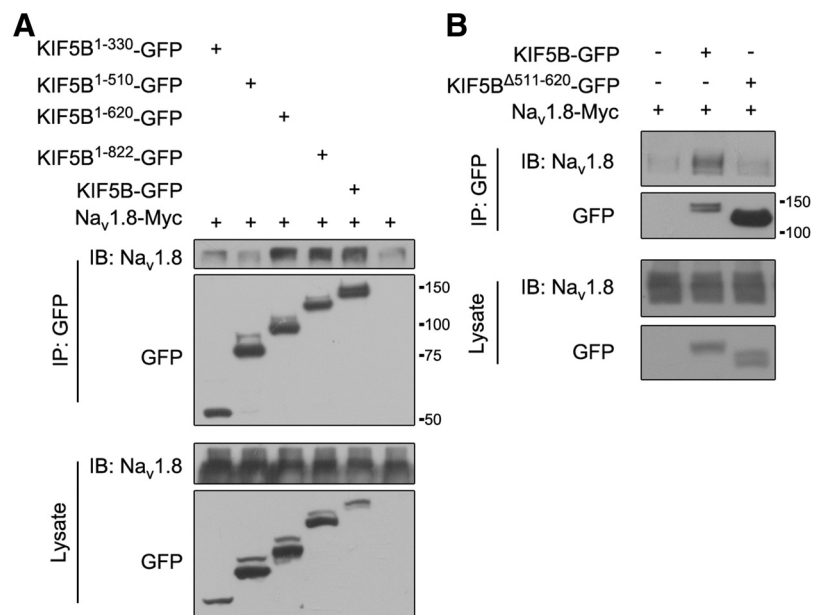 A
KIF5B1-330-GFP +
KIF5B1-510-GFP +
KIF5B1-620-GFP +
KIF5B1-822-GFP +
KIF5B-GFP +
Nav1.8-Myc + + + + + +
IP: GFP
IB: Nav1.8
GFP
-150
-100
-75
-50
Lysate
IB: Nav1.8
GFP
B
KIF5B-GFP - + -
KIF5BΔ511-620-GFP - - +
Nav1.8-Myc + + +
IP: GFP
IB: Nav1.8
GFP
-150
-100
Lysate
IB: Nav1.8
GFP